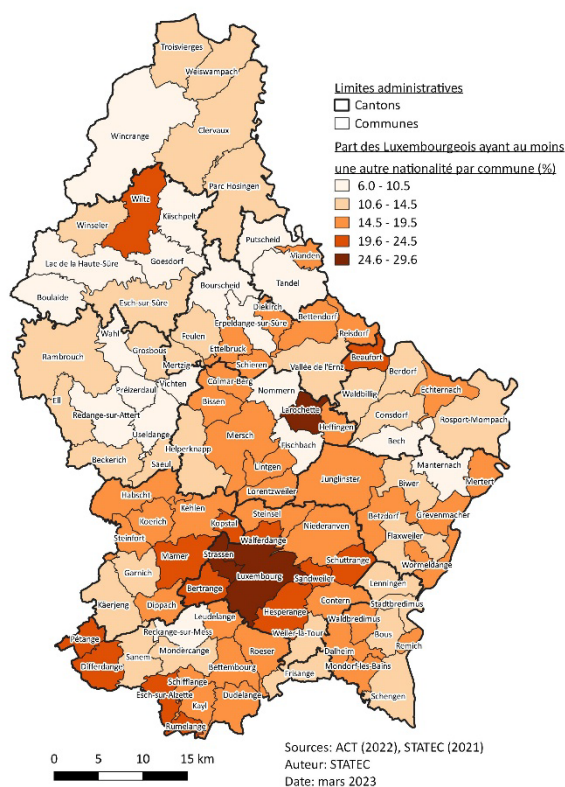 Troisvierges
Weiswampach
Wincrange
Clervaux
Limites administratives
Cantons
Communes
Part des Luxembourgeois ayant au moins
une autre nationalité par commune (%)
6.0 - 10.5
10.6 - 14.5
14.5 - 19.5
19.6 - 24.5
24.6 - 29.6
Parc Hosingen
Wiltz
Kiischpelt
Winseler
Putscheid
Vianden
Lac de la Haute-Sûre
Goesdorf
Tandel
Bourscheid
Boulaide
Esch-sur-Sûre
Diekirch
Bettendorf
Erpeldange-sur-Sûre
Reisdorf
Wahl
Feulen
Grosbous
Ettelbruck
Beaufort
Rambrouch
Mertzig
Schieren
Vallée de l'Ernz
Berdorf
Colmar-Berg
Vichten
Nommern
Waldbillig
Echternach
Préizerdaul
Ell
Bissen
Larochette
Consdorf
Redange-sur-Attert
Rosport-Mompach
Heffingen
Useldange
Mersch
Bech
Helperknapp
Fischbach
Beckerich
Saeul
Lintgen
Manternach
Junglinster
Biwer
Mertert
Lorentzweiler
Habscht
Kehlen
Steinsel
Betzdorf
Grevenmacher
Koerich
Kopstal
Niederanven
Steinfort
Walferdange
Flaxweiler
Mamer
Strassen
Schuttrange
Wormeldange
Garnich
Luxembourg
Sandweiler
Lenningen
Bertrange
Käerjeng
Dippach
Hesperange
Contern
Stadtbredimus
Leudelange
Waldbredimus
Reckange-sur-Mess
Weiler-la-Tour
Bous
Pétange
Mondercange
Roeser
Dalheim
Remich
Sanem
Differdange
Bettembourg
Mondorf-les-Bains
Frisange
Schifflange
Esch-sur-Alzette
Dudelange
Schengen
Kayl
Rumelange
0 5 10 15 km
Sources: ACT (2022), STATEC (2021)
Auteur: STATEC
Date: mars 2023